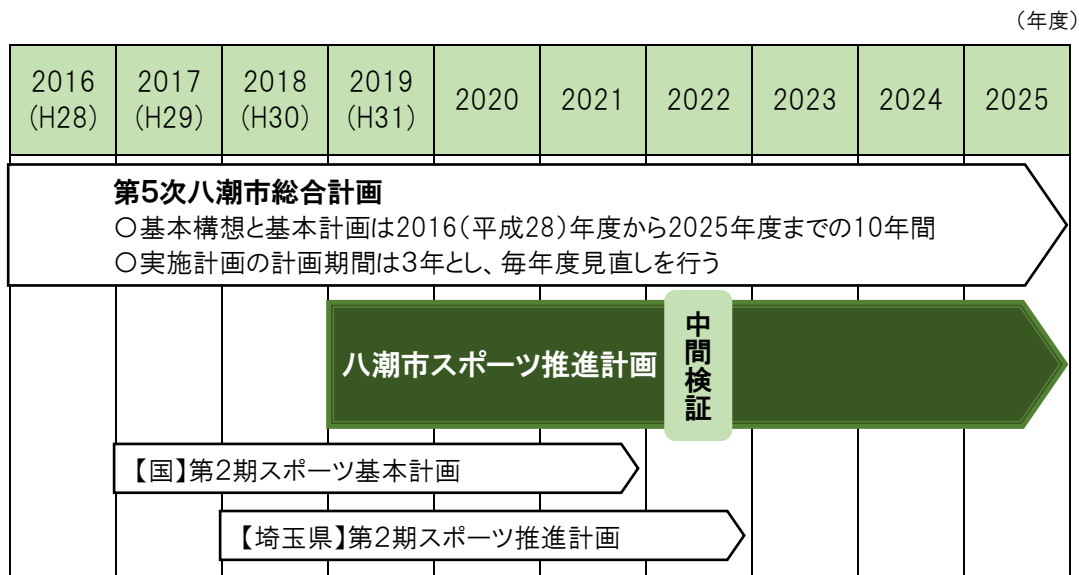 （年度）
2016 2017 2018 2019 2020 2021 2022 2023 2024 2025
(H28) (H29) (H30) (H31)
第5次八潮市総合計画
○基本構想と基本計画は2016(平成28)年度から2025年度までの10年間
○実施計画の計画期間は3年とし、毎年度見直しを行う
八潮市スポーツ推進計画
中間検証
【国】第2期スポーツ基本計画
【埼玉県】第2期スポーツ推進計画